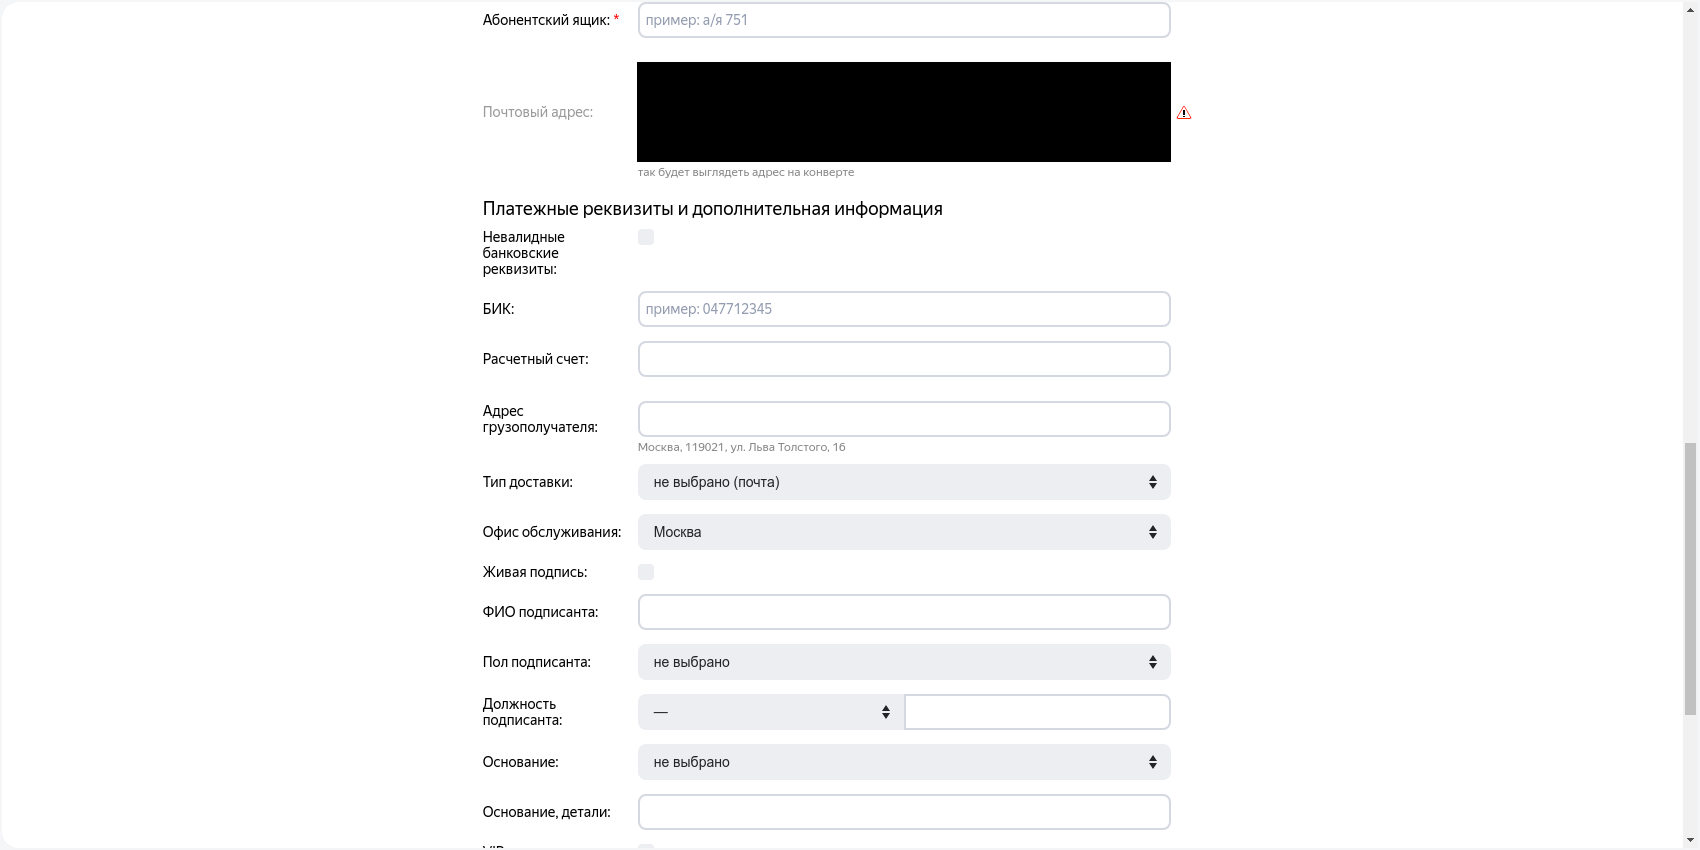 Абонентский ящик: *
пример: а/я 751
Почтовый адрес:
так будет выглядеть адрес на конверте
Платежные реквизиты и дополнительная информация
Невалидные
банковские
реквизиты:
БИК:
пример: 047712345
Расчетный счет:
Адрес
грузополучателя:
Москва, 119021, ул. Льва Толстого, 16
Тип доставки:
не выбрано (почта)
Офис обслуживания:
Москва
Живая подпись:
ФИО подписанта:
Пол подписанта:
не выбрано
Должность
подписанта:
—
Основание:
не выбрано
Основание, детали: